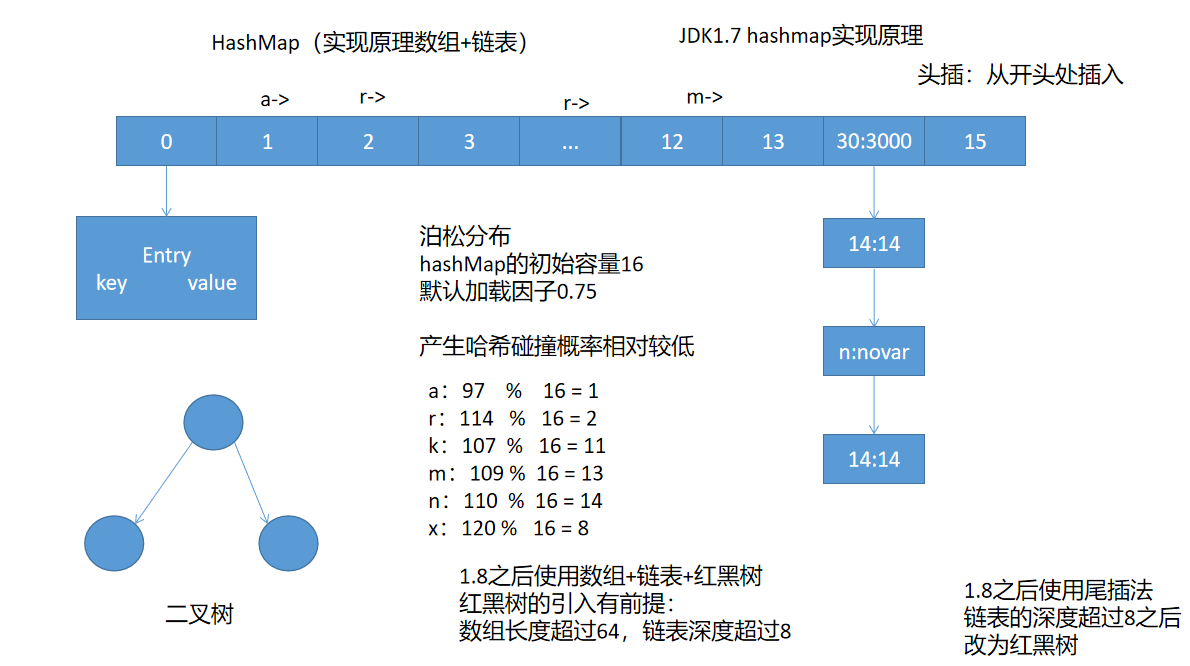 HashMap（实现原理数组+链表）
JDK1.7 hashmap实现原理
头插：从开头处插入
a->
r->
r->
m->
0
1
2
3
...
12
13
30:3000
15
Entry
key value
14:14
n:novar
14:14
泊松分布
hashMap的初始容量16
默认加载因子0.75
产生哈希碰撞概率相对较低
a：97 % 16 = 1
r：114 % 16 = 2
k：107 % 16 = 11
m：109 % 16 = 13
n：110 % 16 = 14
x：120 % 16 = 8
二叉树
1.8之后使用数组+链表+红黑树
红黑树的引入有前提：
数组长度超过64，链表深度超过8
1.8之后使用尾插法
链表的深度超过8之后
改为红黑树